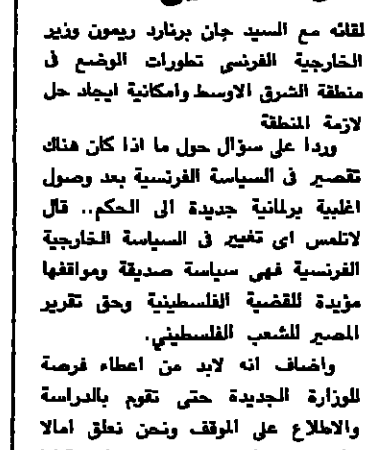 لقائه مع السيد جان برنارد ريمون وزير
الخارجية الفرنسي تطورات الوضع فى
منطقة الشرق الاوسط وامكانية ايجاد حل
لازمة المنطقة
وردا على سؤال حول ما اذا كان هناك
تقصير فى السياسة الفرنسية بعد وصول
اغلبية برلمانية جديدة الى الحكم.. قال
لاتلمس اى تغيير فى السياسة الخارجية
الفرنسية فهي سياسة صديقة ومواقفها
مؤيدة للقضية الفلسطينية وحق تقرير
المصير للشعب الفلسطيني.
واضاف انه لابد من اعطاء فرصة
للوزارة الجديدة حتى تقوم بالدراسة
والاطلاع على الموقف ونحن نعلق امالا